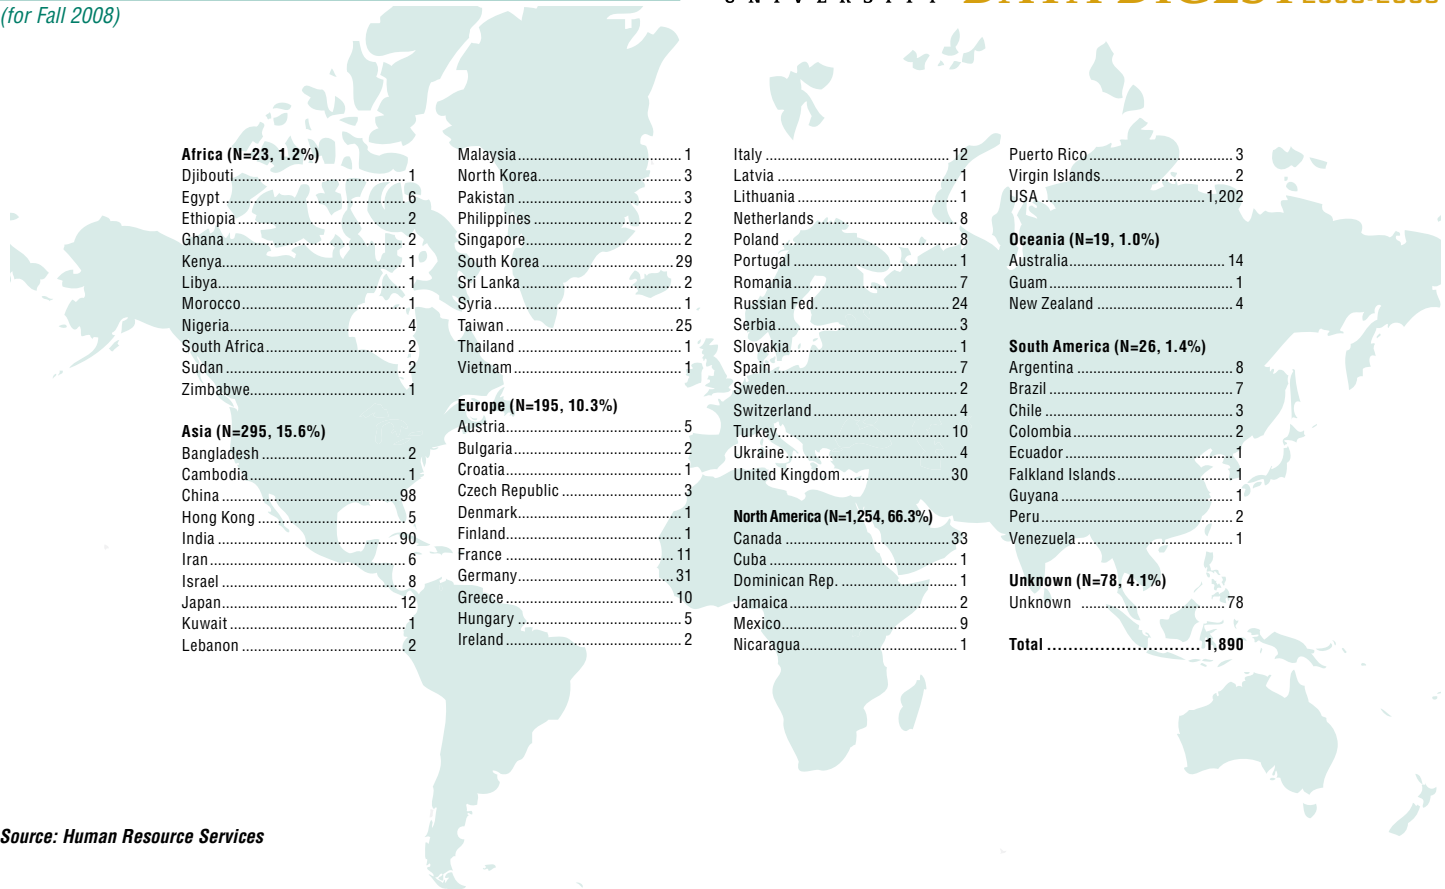 (for Fall 2008)
Africa (N=23, 1.2%)
Djibouti 1
Egypt 6
Ethiopia 2
Ghana 2
Kenya 1
Libya 1
Morocco 1
Nigeria 4
South Africa 2
Sudan 2
Zimbabwe 1
Asia (N=295, 15.6%)
Bangladesh 2
Cambodia 1
China 98
Hong Kong 5
India 90
Iran 6
Israel 8
Japan 12
Kuwait 1
Lebanon 2
Malaysia 1
North Korea 3
Pakistan 3
Philippines 2
Singapore 2
South Korea 29
Sri Lanka 2
Syria 1
Taiwan 25
Thailand 1
Vietnam 1
Europe (N=195, 10.3%)
Austria 5
Bulgaria 2
Croatia 1
Czech Republic 3
Denmark 1
Finland 1
France 11
Germany 31
Greece 10
Hungary 5
Ireland 2
Italy 12
Latvia 1
Lithuania 1
Netherlands 8
Poland 8
Portugal 1
Romania 7
Russian Fed. 24
Serbia 3
Slovakia 1
Spain 7
Sweden 2
Switzerland 4
Turkey 10
Ukraine 4
United Kingdom 30
North America (N=1,254, 66.3%)
Canada 33
Cuba 1
Dominican Rep. 1
Jamaica 2
Mexico 9
Nicaragua 1
Puerto Rico 3
Virgin Islands 2
USA 1,202
Oceania (N=19, 1.0%)
Australia 14
Guam 1
New Zealand 4
South America (N=26, 1.4%)
Argentina 8
Brazil 7
Chile 3
Colombia 2
Ecuador 1
Falkland Islands 1
Guyana 1
Peru 2
Venezuela 1
Unknown (N=78, 4.1%)
Unknown 78
Total 1,890
Source: Human Resource Services